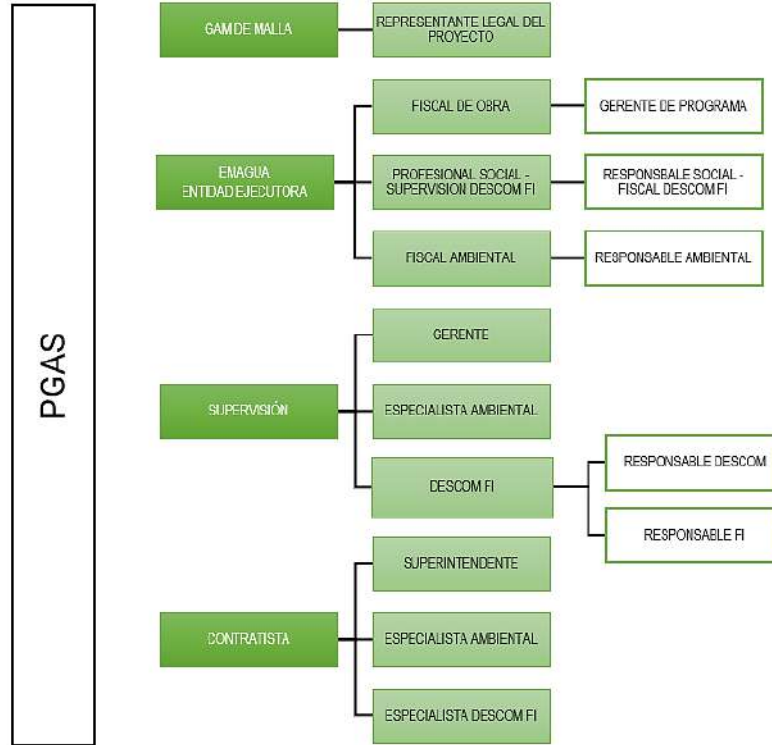 PGAS
GAM DE MALLA
REPRESENTANTE LEGAL DEL
PROYECTO
EMAGUA
ENTIDAD EJECUTORA
FISCAL DE OBRA
GERENTE DE PROGRAMA
PROFESIONAL SOCIAL -
SUPERVISION DESCOM FI
RESPONSBALE SOCIAL -
FISCAL DESCOM FI
FISCAL AMBIENTAL
RESPONSABLE AMBIENTAL
SUPERVISIÓN
GERENTE
ESPECIALISTA AMBIENTAL
DESCOM FI
RESPONSABLE DESCOM
RESPONSABLE FI
CONTRATISTA
SUPERINTENDENTE
ESPECIALISTA AMBIENTAL
ESPECIALISTA DESCOM FI